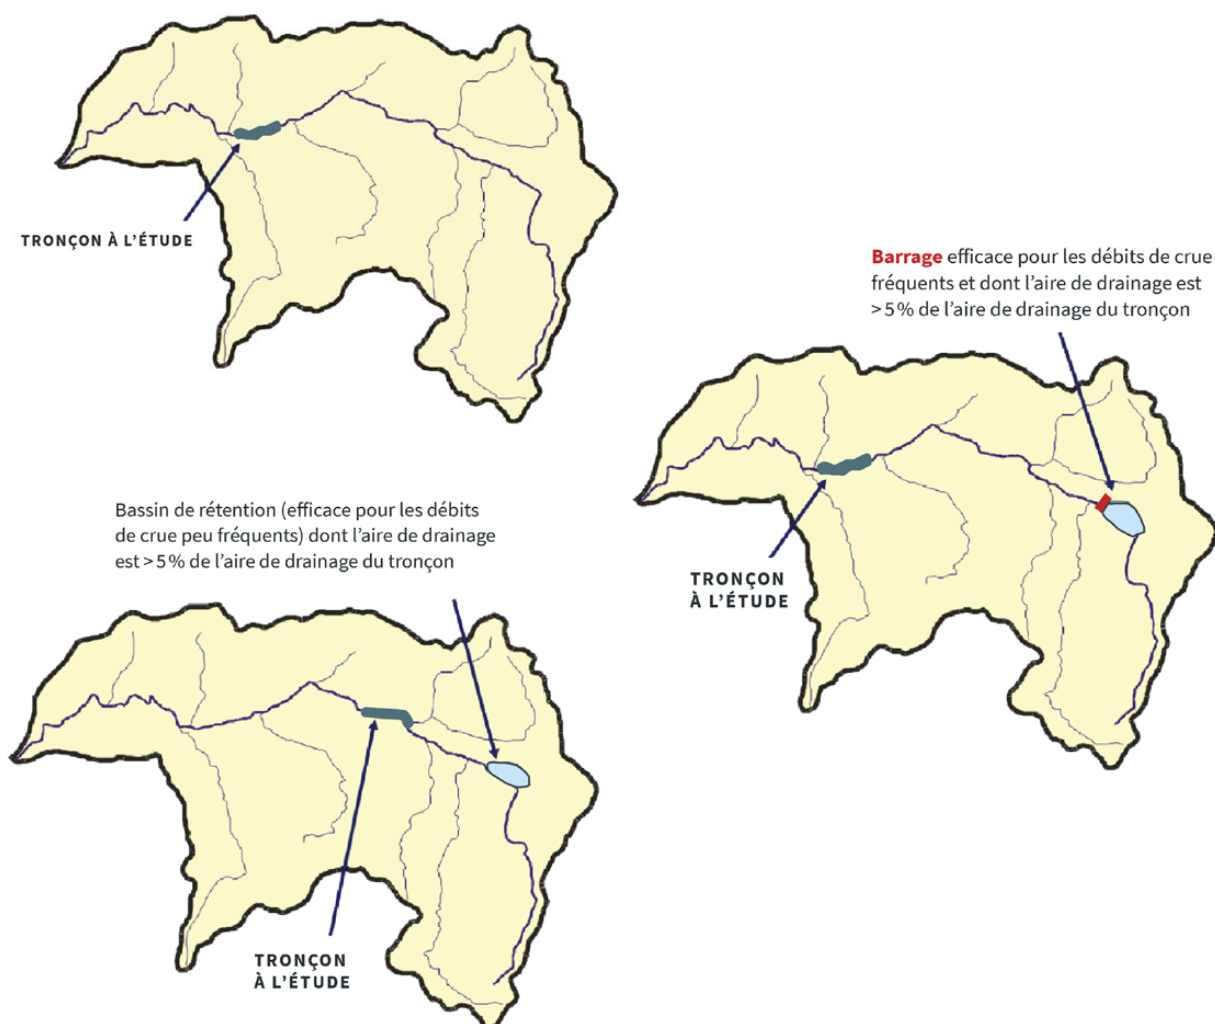 TRONÇON À L’ÉTUDE
Barrage efficace pour les débits de crue
fréquents et dont l’aire de drainage est
> 5 % de l’aire de drainage du tronçon
TRONÇON
À L’ÉTUDE
Bassin de rétention (efficace pour les débits
de crue peu fréquents) dont l’aire de drainage
est > 5 % de l’aire de drainage du tronçon
TRONÇON
À L’ÉTUDE